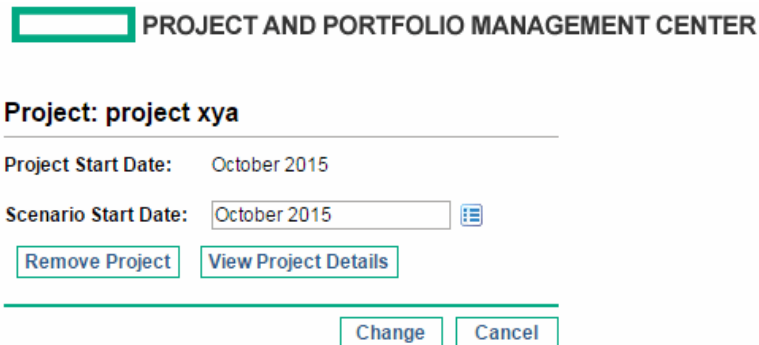 PROJECT AND PORTFOLIO MANAGEMENT CENTER
Project: project xya
Project Start Date: October 2015
Scenario Start Date: October 2015
Remove Project View Project Details
Change Cancel